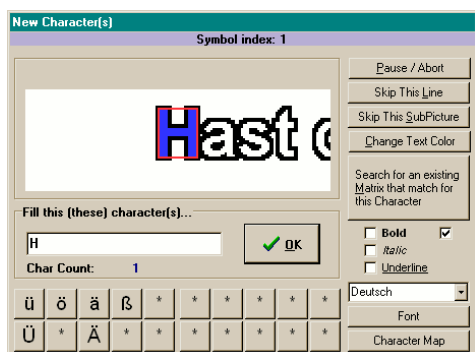 New Character(s)
Symbol index: 1
Hast
Pause / Abort
Skip This Line
Skip This SubPicture
Change Text Color
Search for an existing
Matrix that match for
this Character
Fill this (these) character(s)...
H
OK
Char Count: 1
Bold
Italic
Underline
Deutsch
Font
Character Map
ü ö ä ß * * * * * *
Ü * Ä * * * * * * *